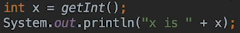 int x = getInt();
System.out.println("x is " + x);